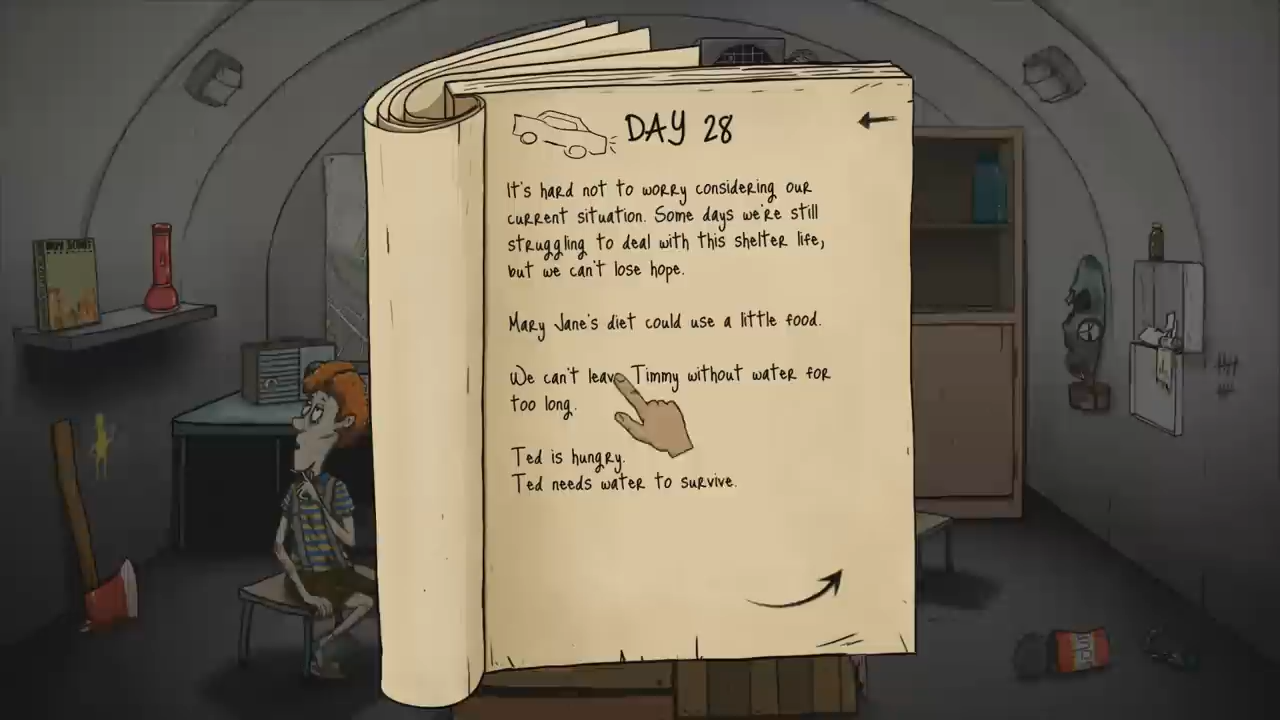 DAY 28
It's hard not to worry considering our
current situation. Some days we're still
struggling to deal with this shelter life,
but we can't lose hope.
Mary Jane's diet could use a little food.
We can't leave Timmy without water for
too long.
Ted is hungry.
Ted needs water to survive.